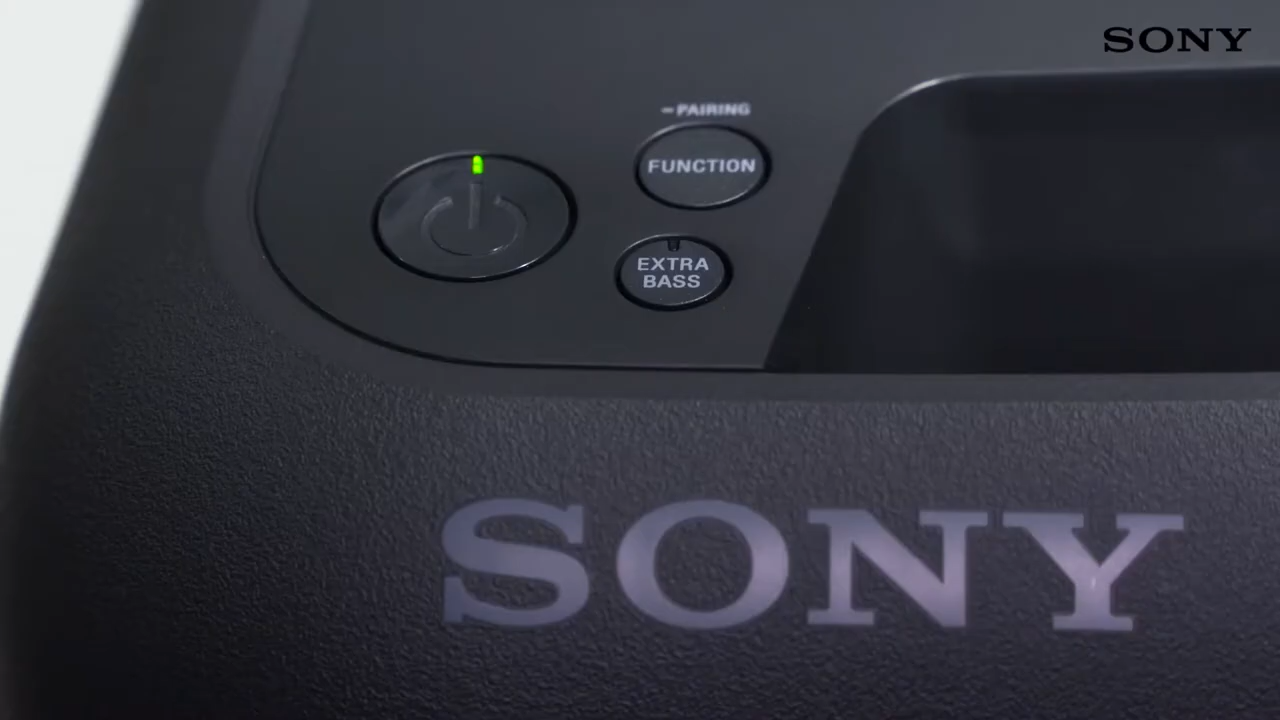 SONY
–PAIRING
FUNCTION
EXTRA
BASS
SONY